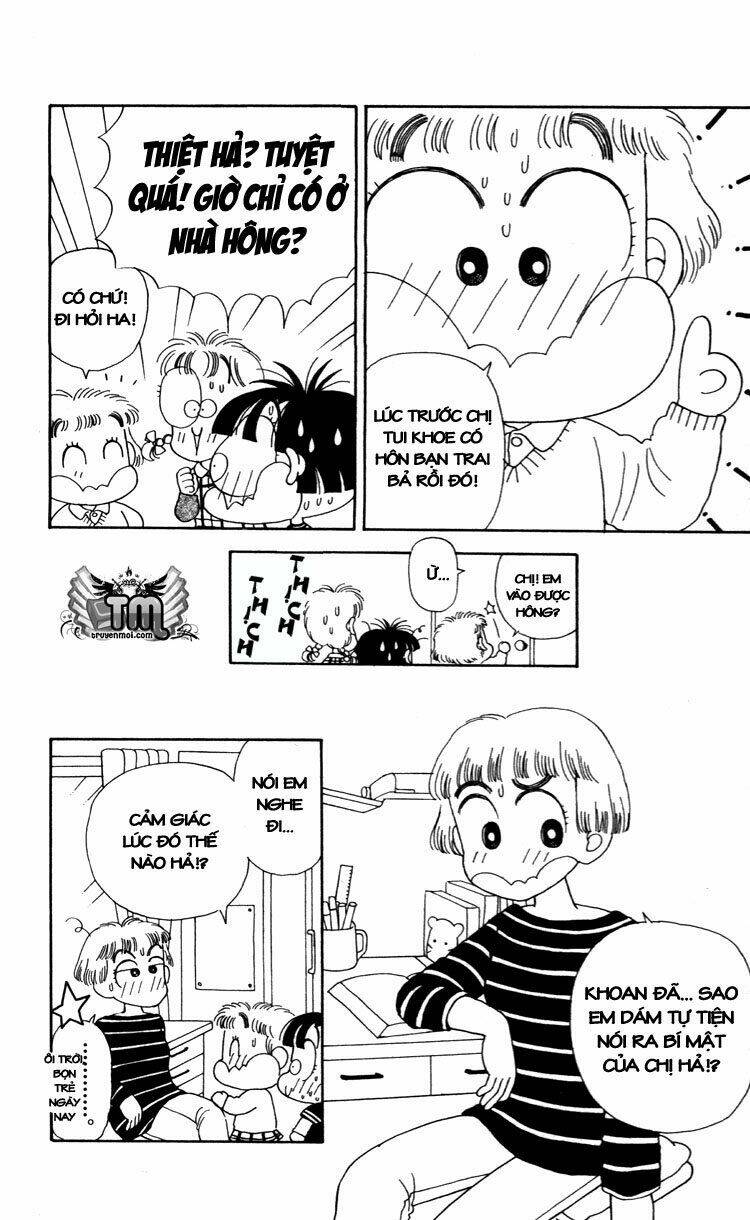 LÚC TRƯỚC CHỊ
TUI KHOE CÓ
HÔN BẠN TRAI
BẢ RỒI ĐÓ!
THIỆT HẢ? TUYỆT
QUÁ! GIỜ CHỈ CÓ Ở
NHÀ HÔNG?
CÓ CHỨ!
ĐI HỎI HA!
THỊCH
THỊCH
Ừ...
CHỊ! EM
VÀO ĐƯỢC
HÔNG?
TM
truyenmoi.com
NÓI EM
NGHE
ĐI...
CẢM GIÁC
LÚC ĐÓ THẾ
NÀO HẢ!?
ÔI TRỜI
BỌN
TRẺ
NGÀY
NAY
KHOAN ĐÃ... SAO
EM DÁM TỰ TIỆN
NÓI RA BÍ MẬT
CỦA CHỊ HẢ!?